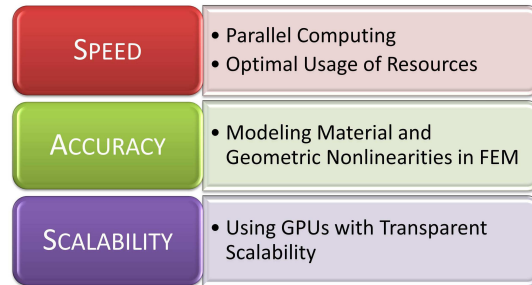 SPEED
• Parallel Computing
• Optimal Usage of Resources
ACCURACY
• Modeling Material and
Geometric Nonlinearities in FEM
SCALABILITY
• Using GPUs with Transparent
Scalability